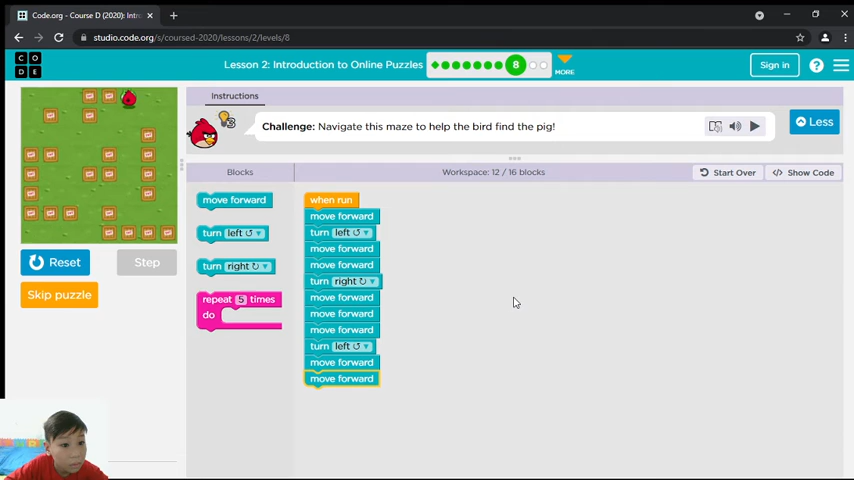 Code.org - Course D (2020): Intr
studio.code.org/s/coursed-2020/lessons/2/levels/8
C O
D E
Lesson 2: Introduction to Online Puzzles
8
MORE
Sign in
?
Instructions
3
Challenge: Navigate this maze to help the bird find the pig!
Less
Blocks
Workspace: 12 / 16 blocks
Start Over
</> Show Code
move forward
turn left
turn right
repeat 5 times
do
when run
move forward
turn left
move forward
move forward
turn right
move forward
move forward
move forward
turn left
move forward
move forward
Reset
Step
Skip puzzle